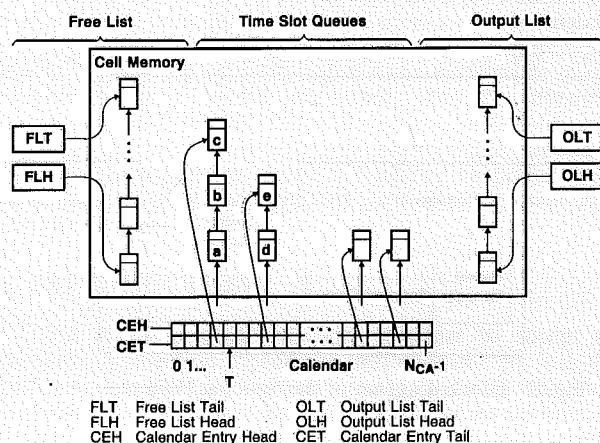 Free List Time Slot Queues Output List
Cell Memory
FLT
FLH
c
b
a
e
d
OLT
OLH
CEH
CET
0 1... Calendar NCA-1
T
FLT Free List Tail OLT Output List Tail
FLH Free List Head OLH Output List Head
CEH Calendar Entry Head CET Calendar Entry Tail